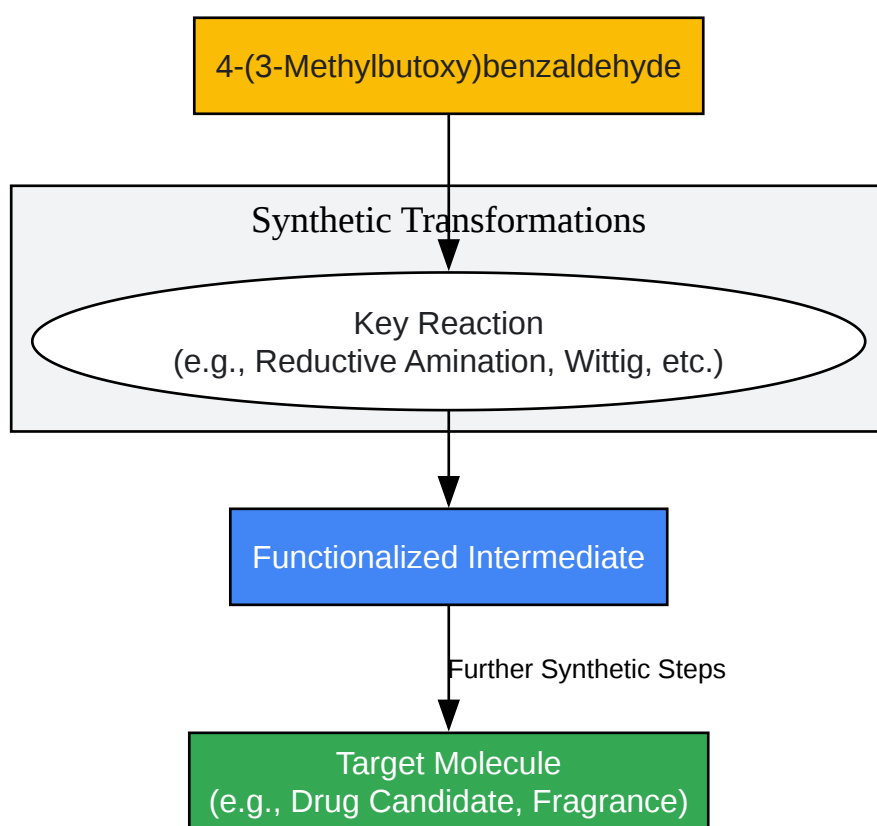 4-(3-Methylbutoxy)benzaldehyde
Synthetic Transformations
Key Reaction
(e.g., Reductive Amination, Wittig, etc.)
Functionalized Intermediate
Further Synthetic Steps
Target Molecule
(e.g., Drug Candidate, Fragrance)